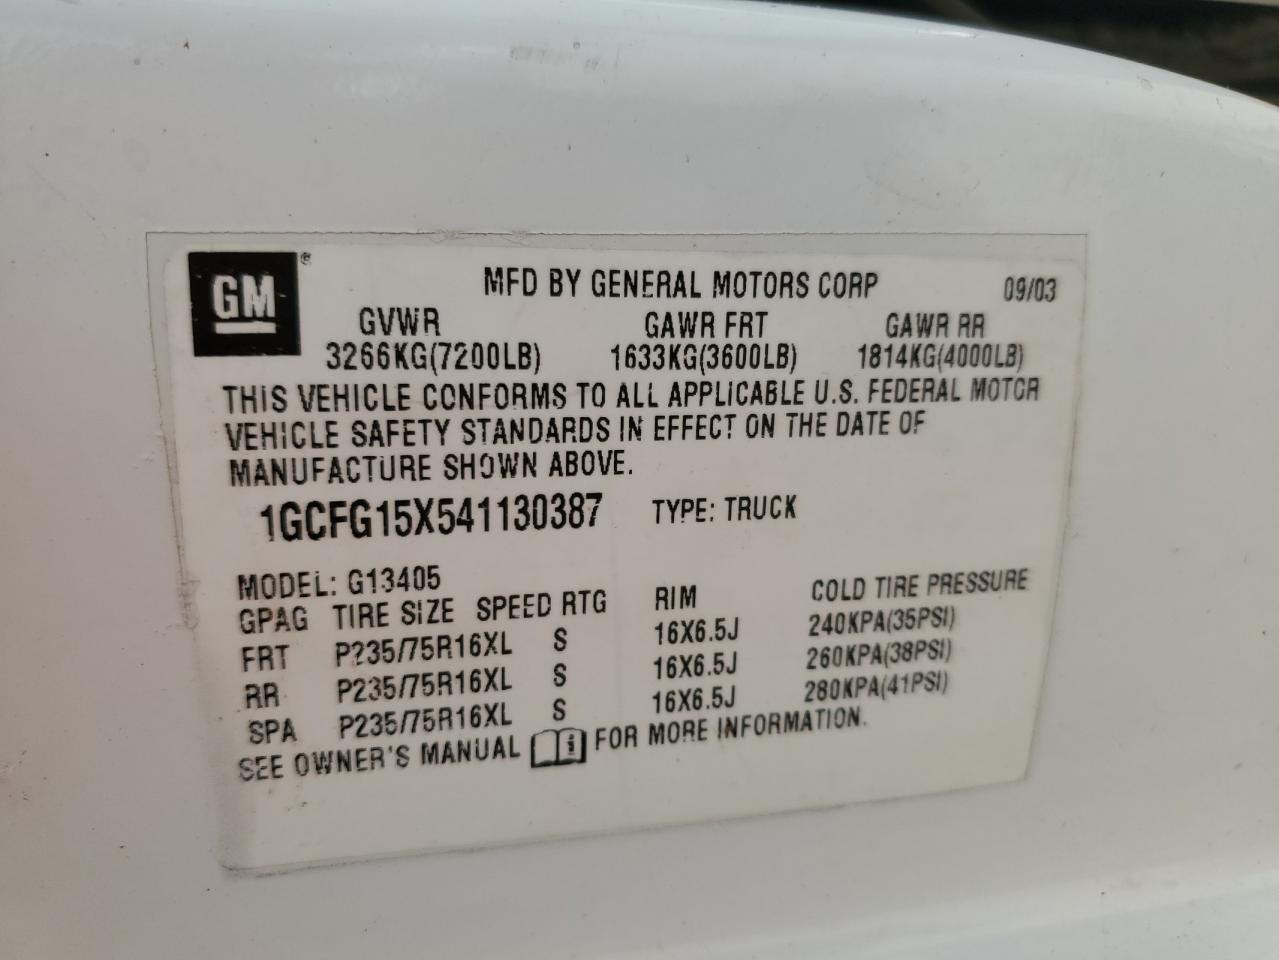 GM®
MFD BY GENERAL MOTORS CORP 09/03
GVWR GAWR FRT GAWR RR
3266KG(7200LB) 1633KG(3600LB) 1814KG(4000LB)
THIS VEHICLE CONFORMS TO ALL APPLICABLE U.S. FEDERAL MOTOR
VEHICLE SAFETY STANDARDS IN EFFECT ON THE DATE OF
MANUFACTURE SHOWN ABOVE.
1GCFG15X541130387 TYPE: TRUCK
MODEL: G13405
GPAG TIRE SIZE SPEED RTG RIM COLD TIRE PRESSURE
FRT P235/75R16XL S 16X6.5J 240KPA(35PSI)
RR P235/75R16XL S 16X6.5J 260KPA(38PSI)
SPA P235/75R16XL S 16X6.5J 280KPA(41PSI)
SEE OWNER'S MANUAL i FOR MORE INFORMATION.